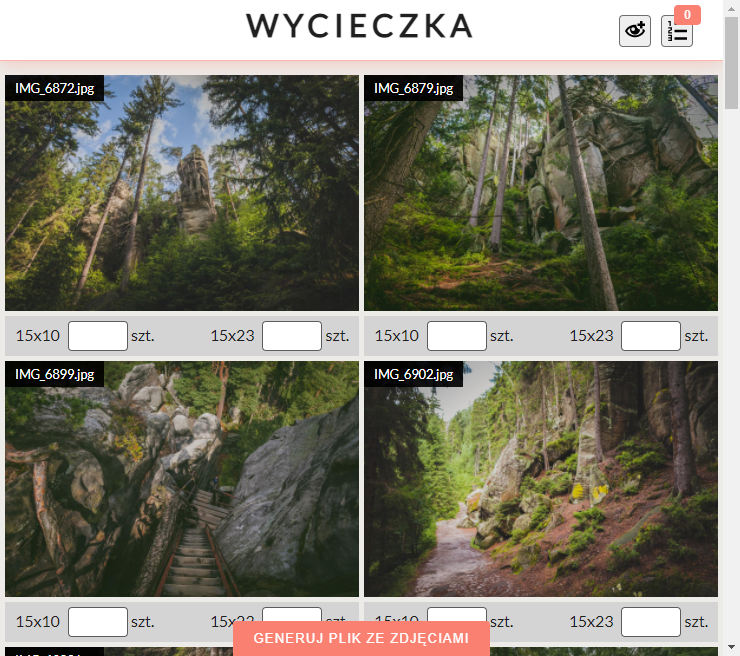 WYCIECZKA
0
IMG_6872.jpg
IMG_6879.jpg
15x10 szt. 15x23 szt.
15x10 szt. 15x23 szt.
IMG_6899.jpg
IMG_6902.jpg
15x10 szt. 15x23 szt.
15x10 szt. 15x23 szt.
GENERUJ PLIK ZE ZDJĘCIAMI